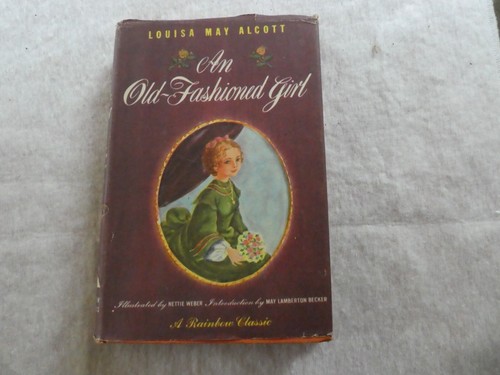 LOUISA MAY ALCOTT
An
Old-Fashioned Girl
Illustrated by NETTIE WEBER Introduction by MAY LAMBERTON BECKER
A Rainbow Classic